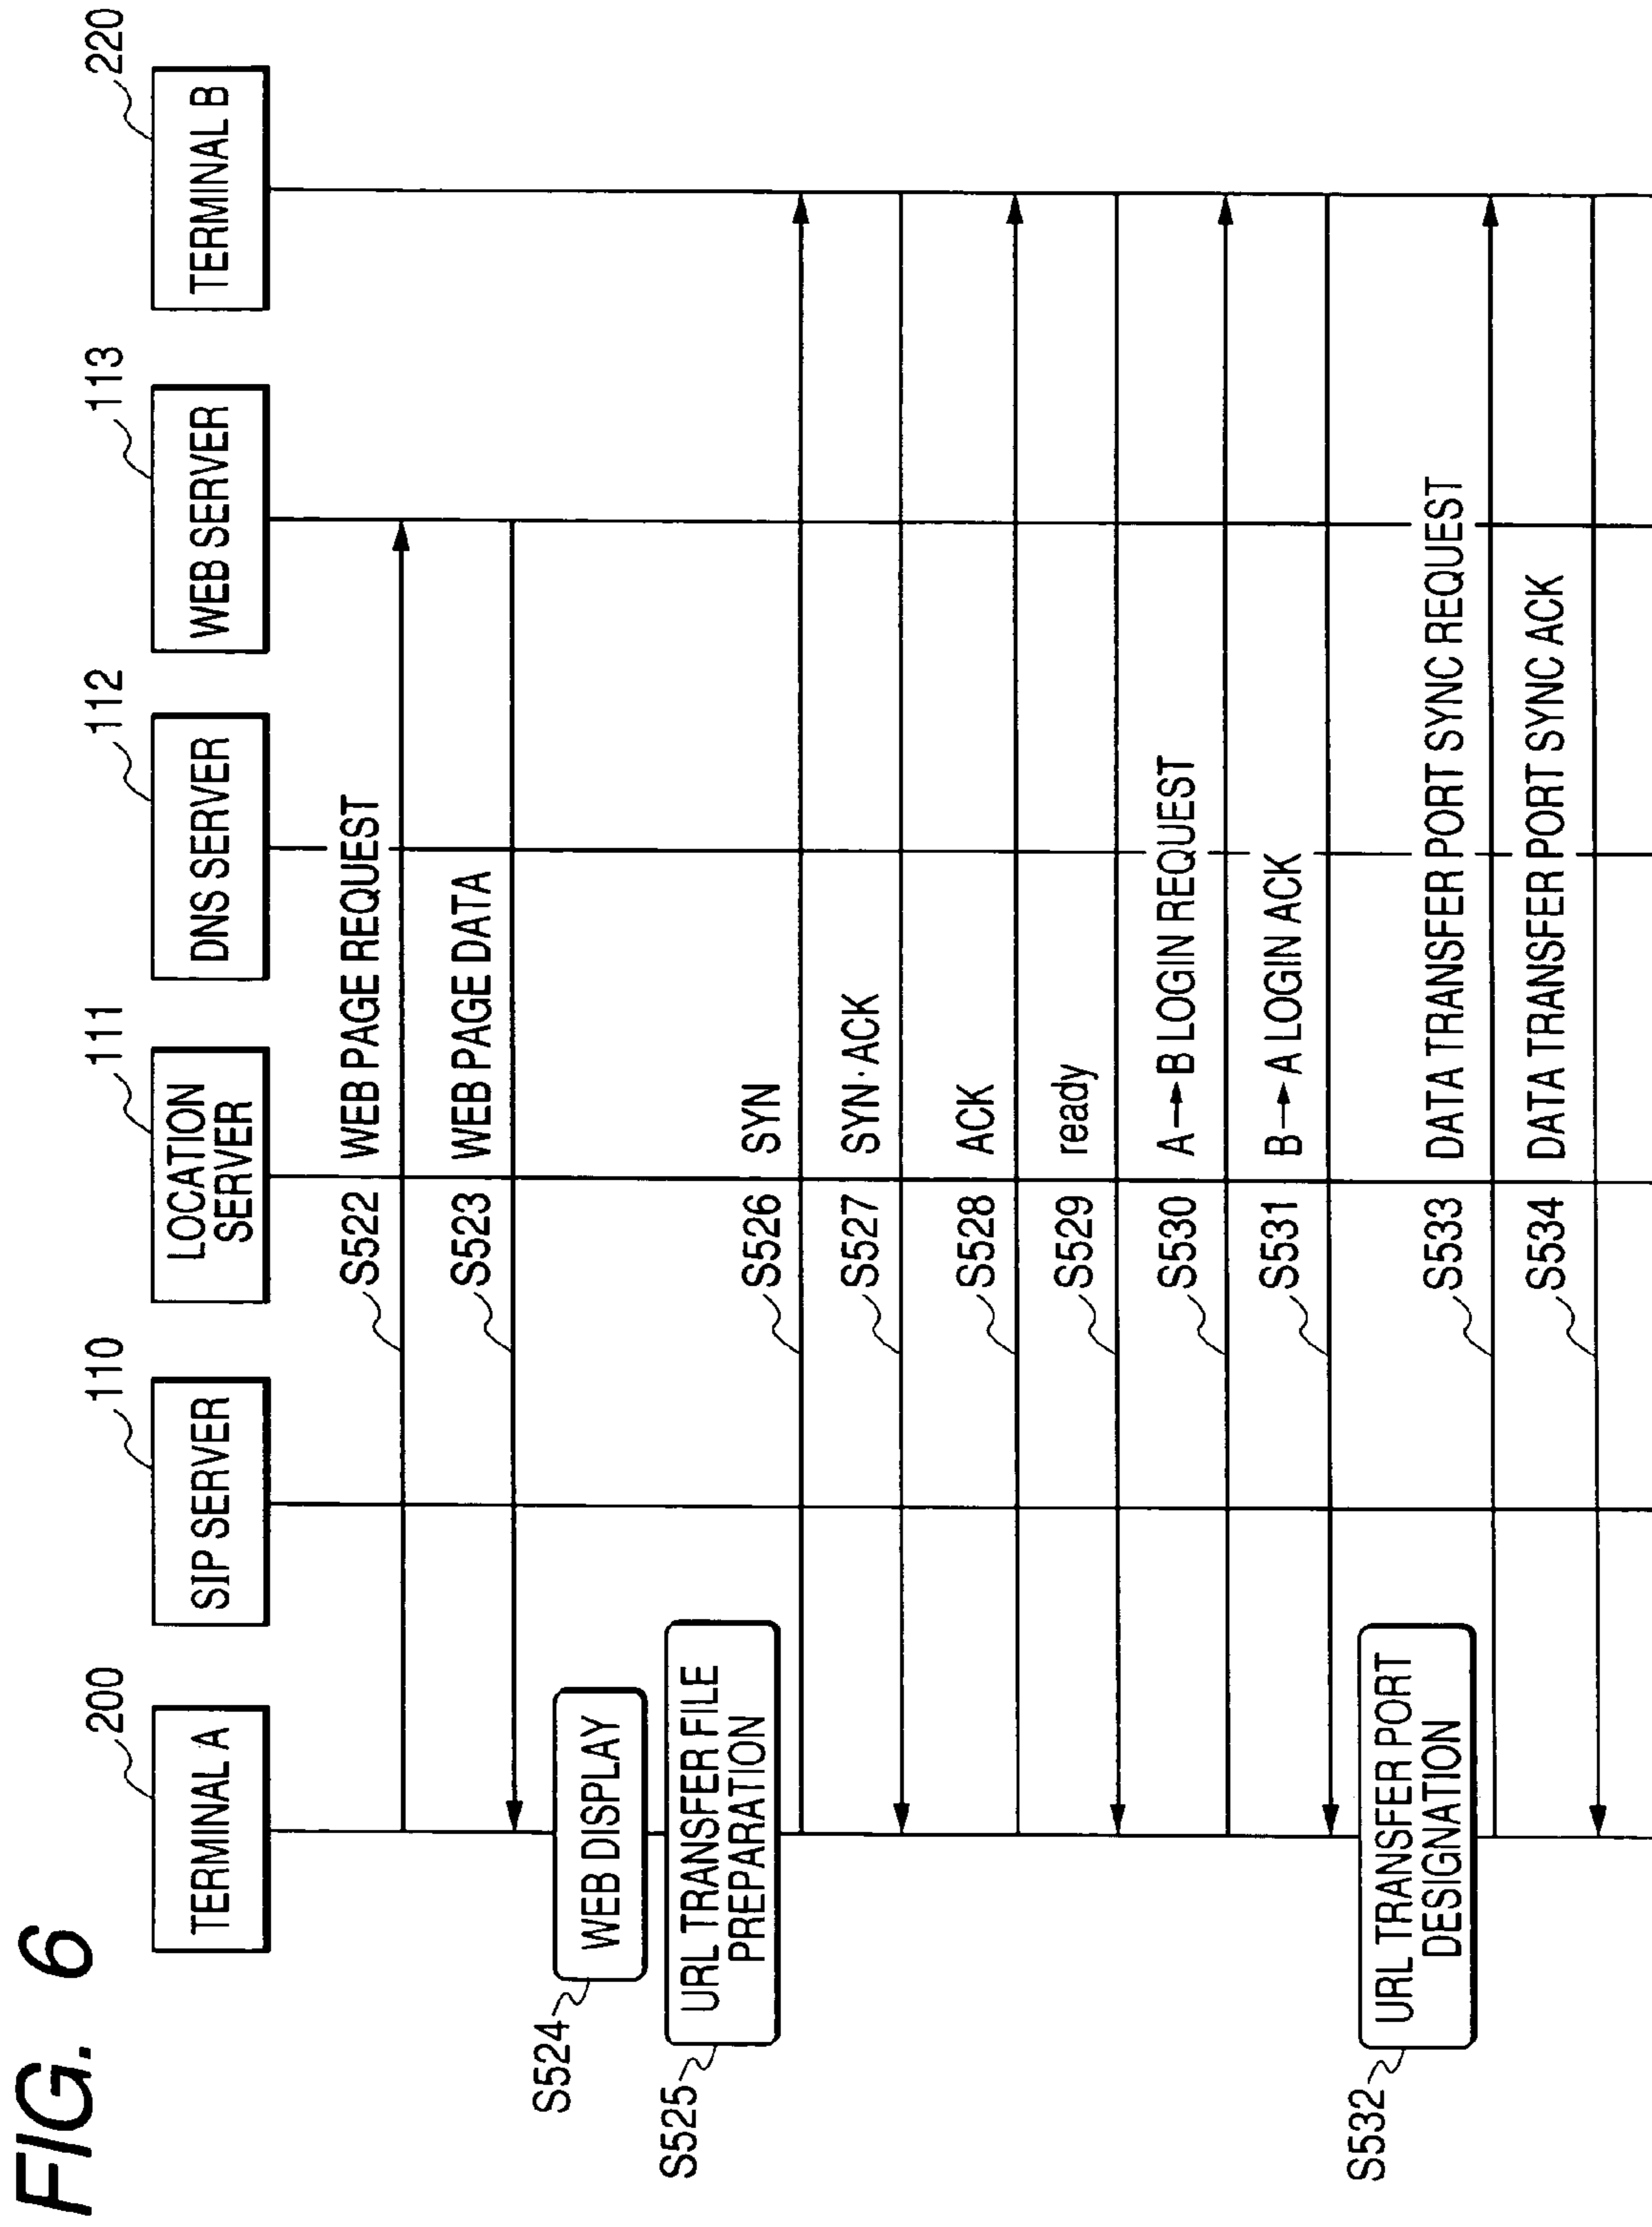 FIG. 6
200
110
111
112
113
220
TERMINAL A
SIP SERVER
LOCATION
SERVER
DNS SERVER
WEB SERVER
TERMINAL B
S522 WEB PAGE REQUEST
S523 WEB PAGE DATA
S524
WEB DISPLAY
S525
URL TRANSFER FILE
PREPARATION
S526 SYN
S527 SYN·ACK
S528 ACK
S529 ready
S530 A→B LOGIN REQUEST
S531 B→A LOGIN ACK
S532
URL TRANSFER PORT
DESIGNATION
S533 DATA TRANSFER PORT SYNC REQUEST
S534 DATA TRANSFER PORT SYNC ACK